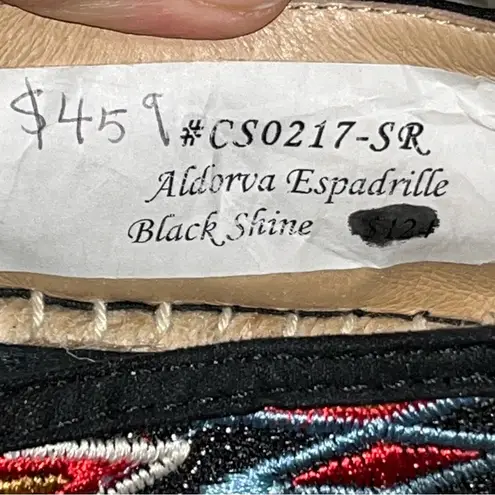 $459 #CS0217-SR
Aldorva Espadrille
Black Shine